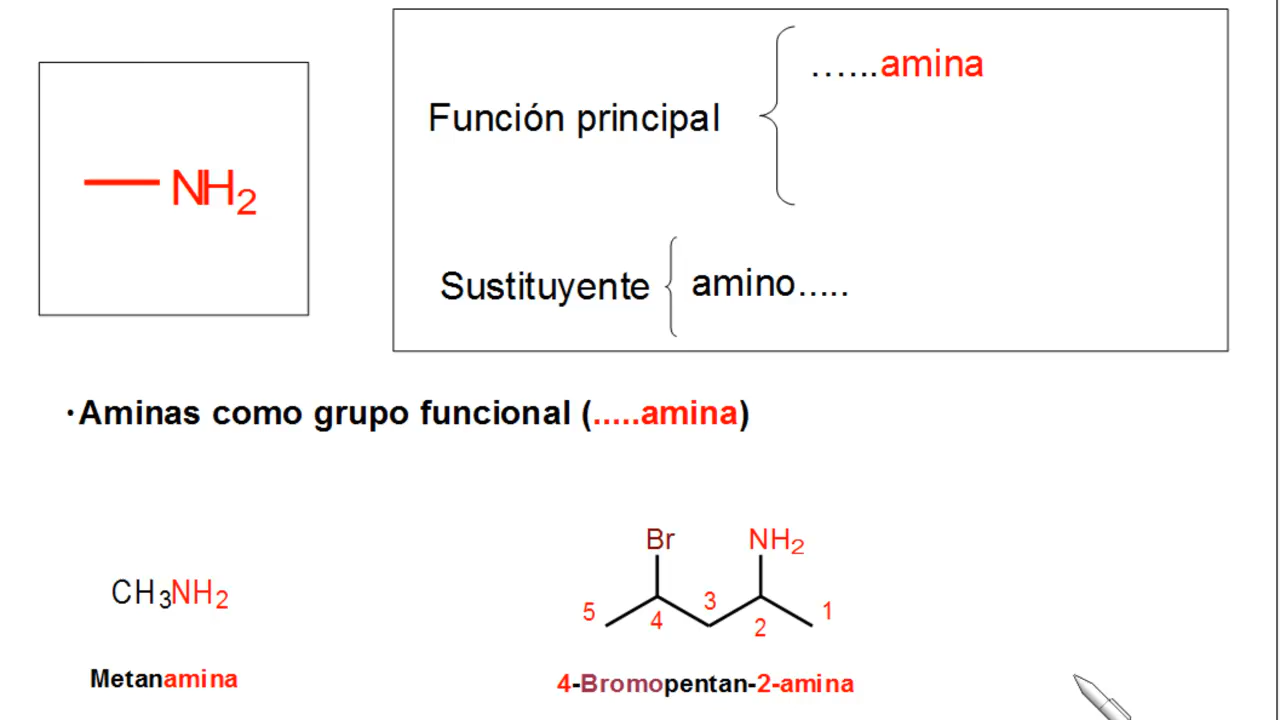 —NH2
Función principal
…...amina
Sustituyente
amino.....
·Aminas como grupo funcional (.....amina)
CH3NH2
Metanamina
Br NH2
5 4 3 2 1
4-Bromopentan-2-amina